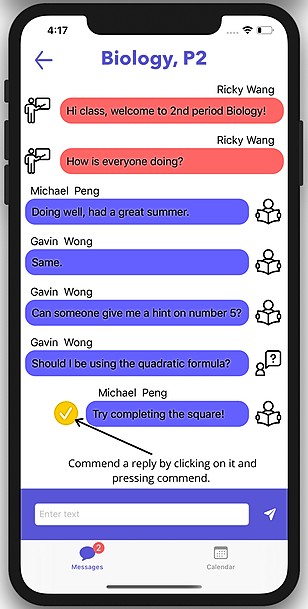 4:17
Biology, P2
Ricky Wang
Hi class, welcome to 2nd period Biology!
Ricky Wang
How is everyone doing?
Michael Peng
Doing well, had a great summer.
Gavin Wong
Same.
Gavin Wong
Can someone give me a hint on number 5?
Gavin Wong
Should I be using the quadratic formula?
?
Michael Peng
Try completing the square!
Commend a reply by clicking on it and
pressing commend.
Enter text
2
Messages
Calendar